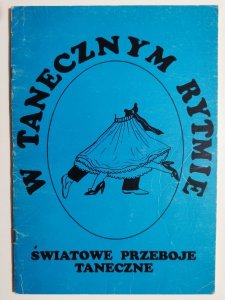 W TANECZNYM RYTMIE
ŚWIATOWE PRZEBOJE
TANECZNE